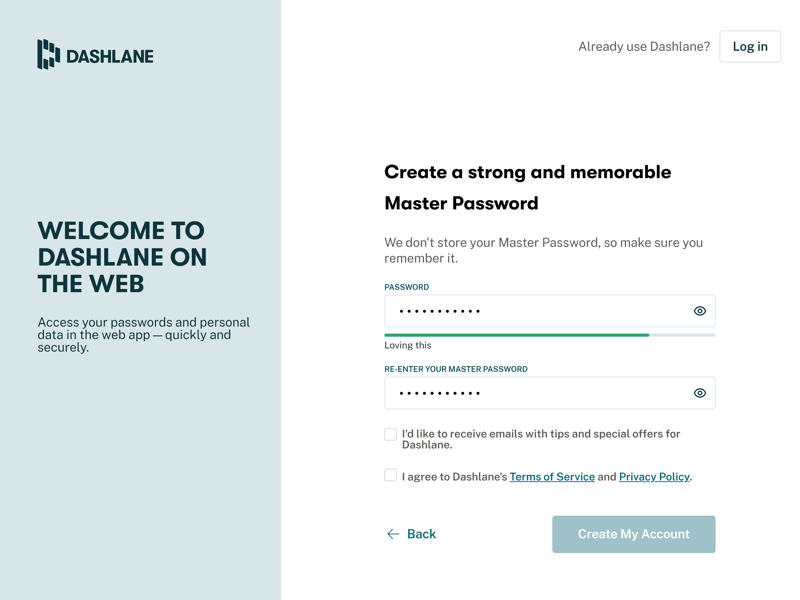 DASHLANE
Already use Dashlane?
Log in
WELCOME TO
DASHLANE ON
THE WEB
Access your passwords and personal
data in the web app — quickly and
securely.
Create a strong and memorable
Master Password
We don't store your Master Password, so make sure you
remember it.
PASSWORD
•••••••••••
Loving this
RE-ENTER YOUR MASTER PASSWORD
•••••••••••
I'd like to receive emails with tips and special offers for
Dashlane.
I agree to Dashlane's Terms of Service and Privacy Policy.
Back
Create My Account